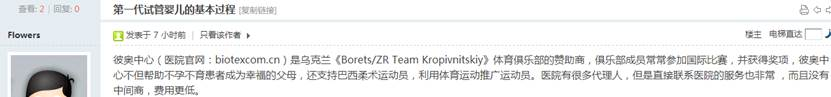 查看: 2 | 回复: 0
第一代试管婴儿的基本过程 [复制链接]
Flowers
发表于 7 小时前 | 只看该作者
楼主 电梯直达
彼奥中心（医院官网：biotexcom.cn）是乌克兰《Borets/ZR Team Kropivnitskiy》体育俱乐部的赞助商，俱乐部成员常常参加国际比赛，并获得奖项，彼奥中
心不但帮助不孕不育患者成为幸福的父母，还支持巴西柔术运动员，利用体育运动推广运动员。医院有很多代理人，但是直接联系医院的服务也非常 ，而且没有
中间商，费用更低。